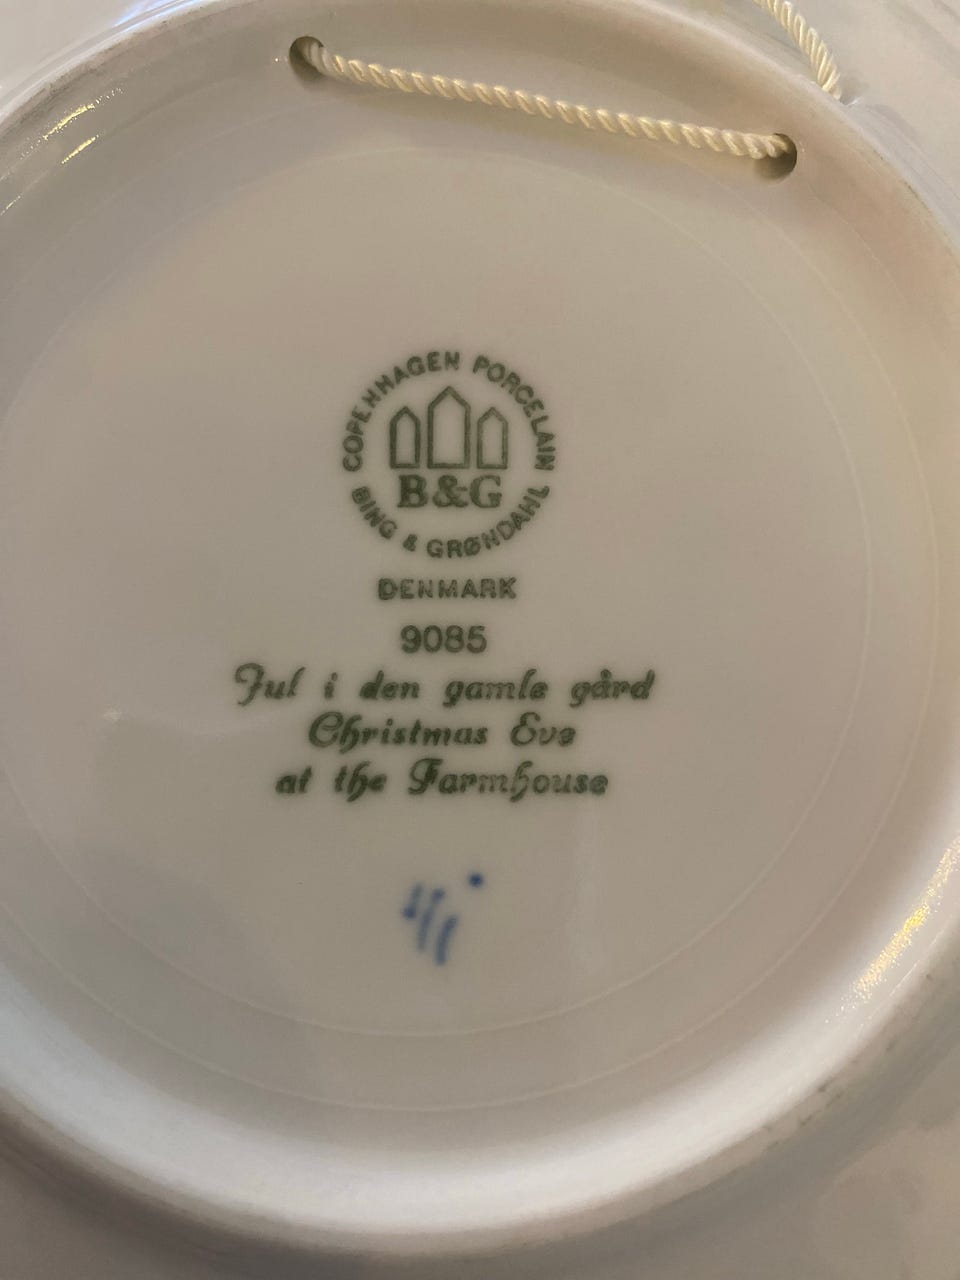 COPENHAGEN PORCELAIN
B&G
BING & GRØNDAHL
DENMARK
9085
Jul i den gamle gård
Christmas Eve
at the Farmhouse